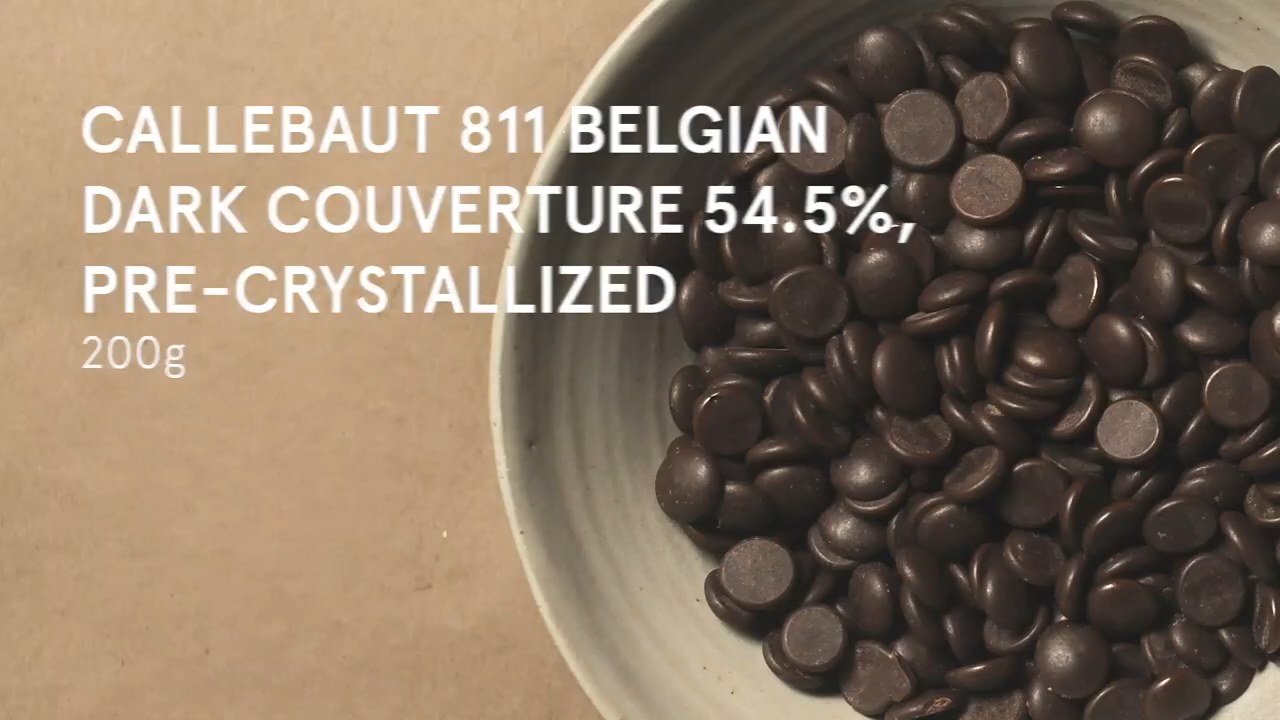 CALLEBAUT 811 BELGIAN
DARK COUVERTURE 54.5%,
PRE-CRYSTALLIZED
200g